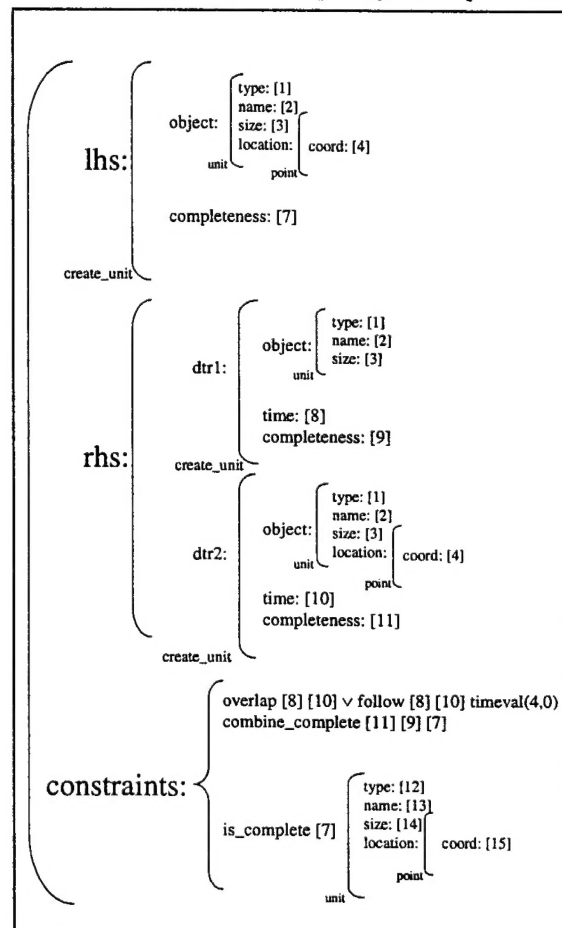 lhs:
object:
type: [1]
name: [2]
size: [3]
location:
coord: [4]
point
unit
completeness: [7]
create_unit
rhs:
dtr1:
object:
type: [1]
name: [2]
size: [3]
unit
time: [8]
completeness: [9]
create_unit
dtr2:
object:
type: [1]
name: [2]
size: [3]
location:
coord: [4]
unit
point
time: [10]
completeness: [11]
create_unit
constraints:
overlap [8] [10] ∨ follow [8] [10] timeval(4,0)
combine_complete [11] [9] [7]
is_complete [7]
type: [12]
name: [13]
size: [14]
location:
coord: [15]
point
unit